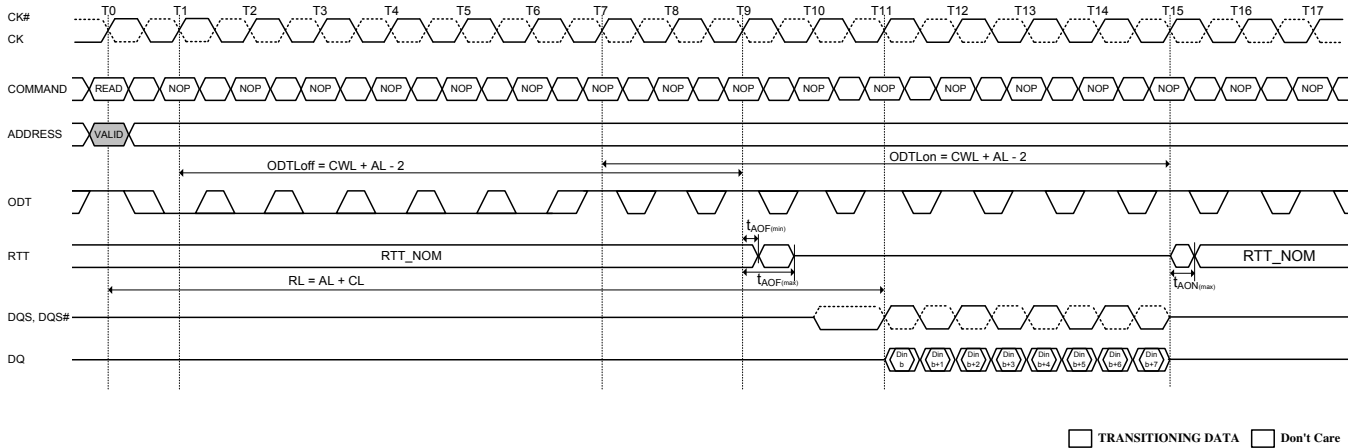 CK# T0 T1 T2 T3 T4 T5 T6 T7 T8 T9 T10 T11 T12 T13 T14 T15 T16 T17
CK
COMMAND READ NOP NOP NOP NOP NOP NOP NOP NOP NOP NOP NOP NOP NOP NOP NOP NOP NOP
ADDRESS VALID
ODTLoff = CWL + AL - 2 ODTLon = CWL + AL - 2
ODT
tAOF(min)
RTT RTT_NOM RTT_NOM
RL = AL + CL tAOF(max) tAON(max)
DQS, DQS#
DQ Din b Din b+1 Din b+2 Din b+3 Din b+4 Din b+5 Din b+6 Din b+7
TRANSITIONING DATA Don't Care